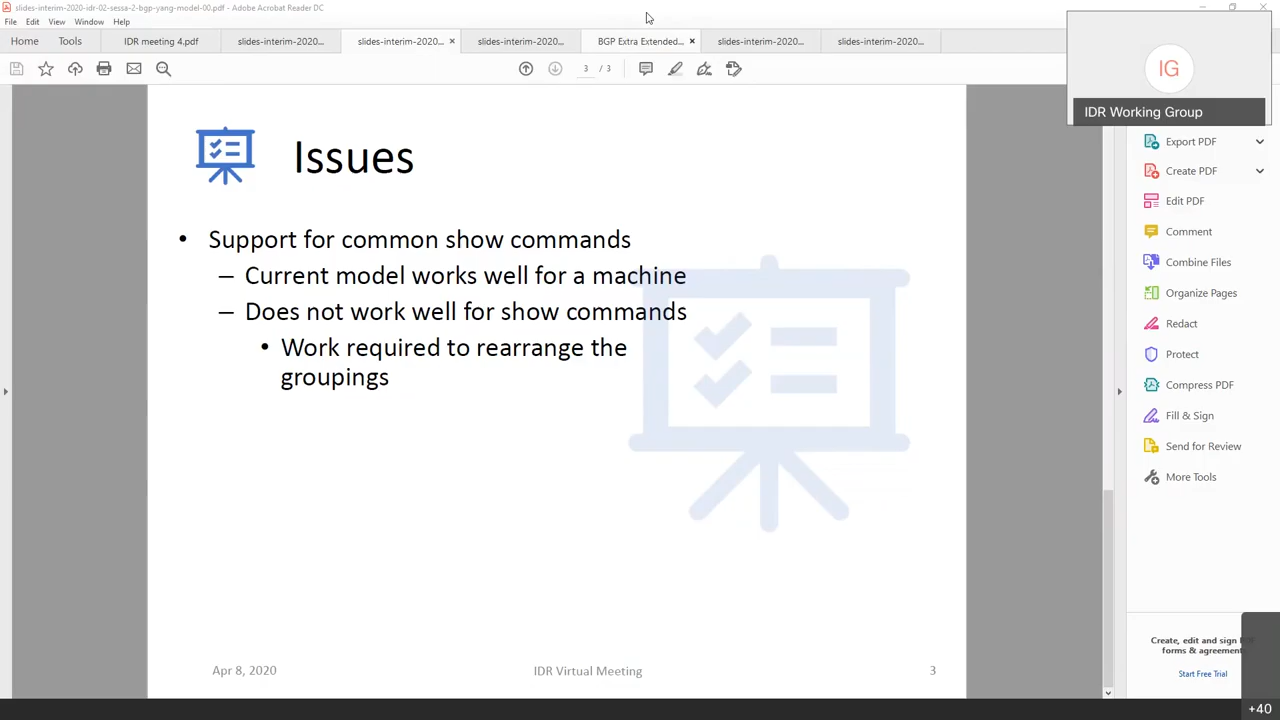 slides-interim-2020-idr-02-sessa-2-bgp-yang-model-00.pdf - Adobe Acrobat Reader DC
File Edit View Window Help
Home Tools IDR meeting 4.pdf slides-interim-2020... slides-interim-2020... × slides-interim-2020... BGP Extra Extended... × slides-interim-2020... slides-interim-2020...
3 / 3
IG
IDR Working Group
Issues
• Support for common show commands
– Current model works well for a machine
– Does not work well for show commands
• Work required to rearrange the
groupings
Apr 8, 2020 IDR Virtual Meeting 3
Export PDF
Create PDF
Edit PDF
Comment
Combine Files
Organize Pages
Redact
Protect
Compress PDF
Fill & Sign
Send for Review
More Tools
Create, edit and sign
forms & agreement
Start Free Trial
+40